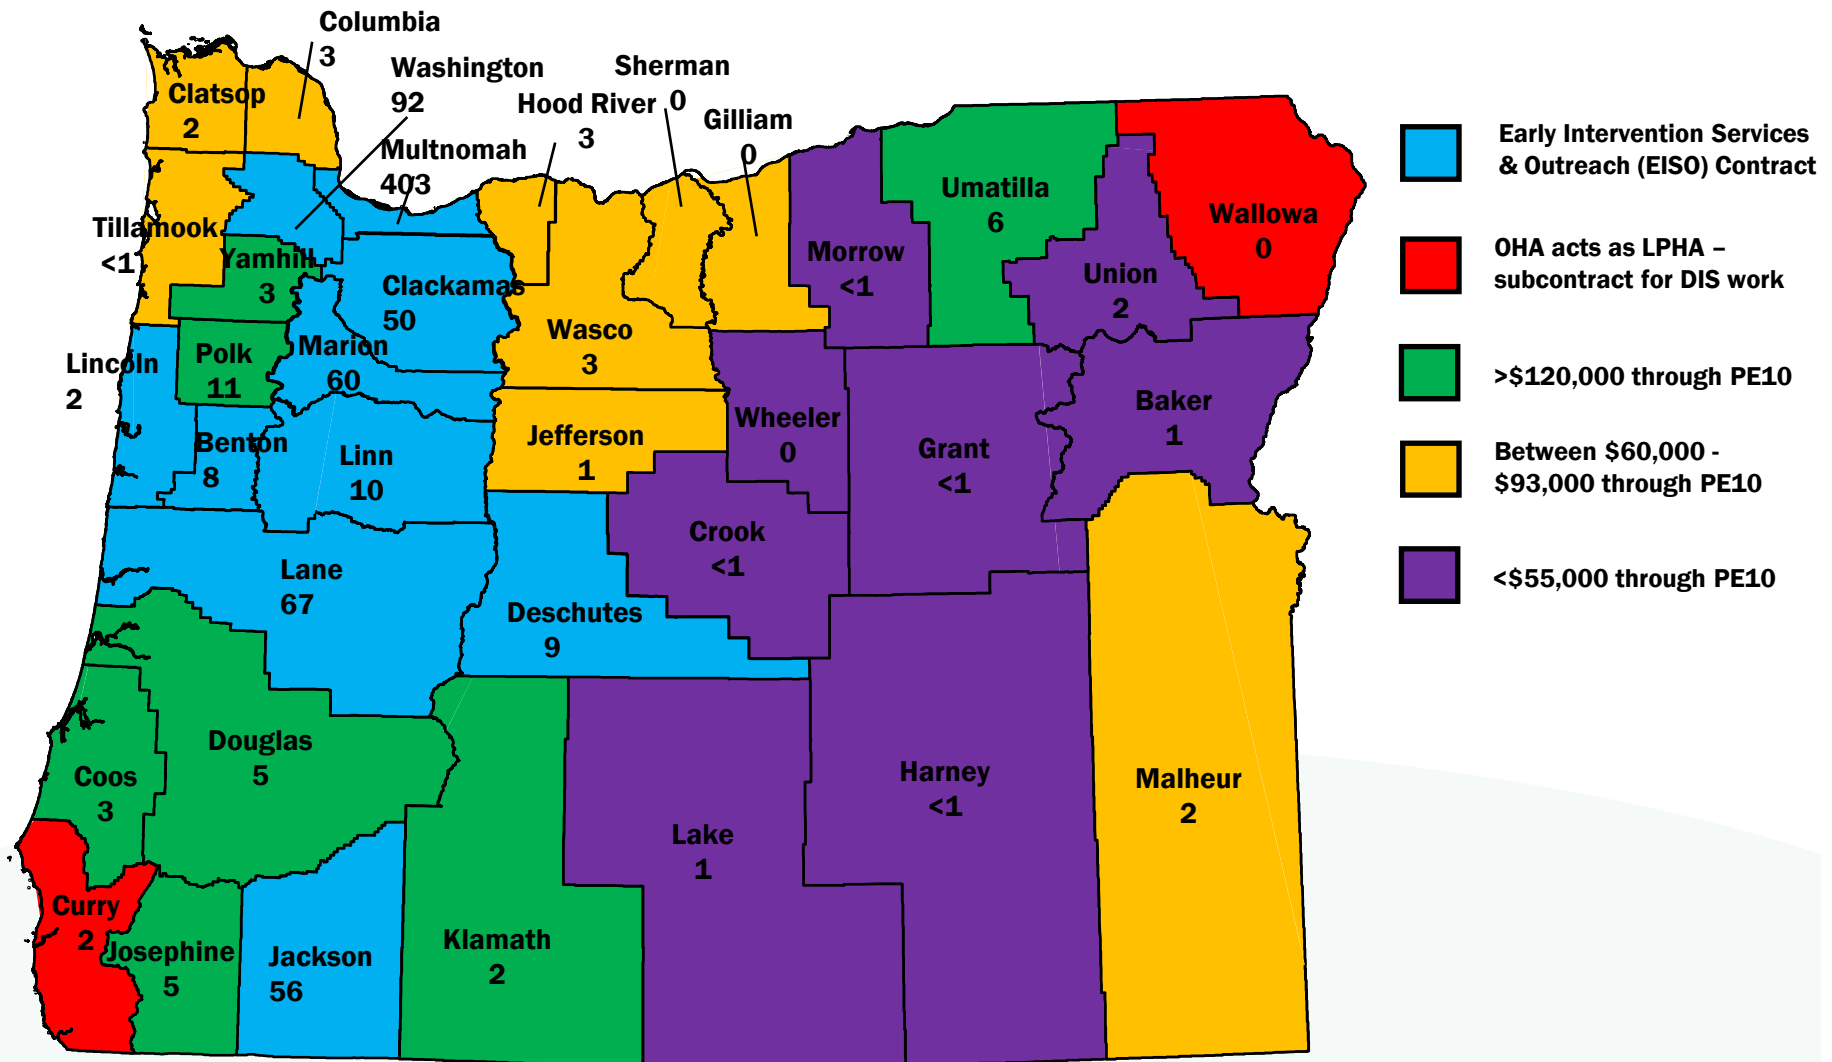 Columbia
3
Washington
92
Sherman
0
Hood River
3
Gilliam
0
Clatsop
2
Multnomah
403
Umatilla
6
Wallowa
0
Tillamook
<1
Yamhill
3
Clackamas
50
Morrow
<1
Union
2
Wasco
3
Lincoln
2
Polk
11
Marion
60
Wheeler
0
Baker
1
Jefferson
1
Grant
<1
Benton
8
Linn
10
Crook
<1
Lane
67
Deschutes
9
Douglas
5
Coos
3
Harney
<1
Malheur
2
Lake
1
Curry
2
Josephine
5
Jackson
56
Klamath
2
Early Intervention Services
& Outreach (EISO) Contract
OHA acts as LPHA –
subcontract for DIS work
>$120,000 through PE10
Between $60,000 -
$93,000 through PE10
<$55,000 through PE10